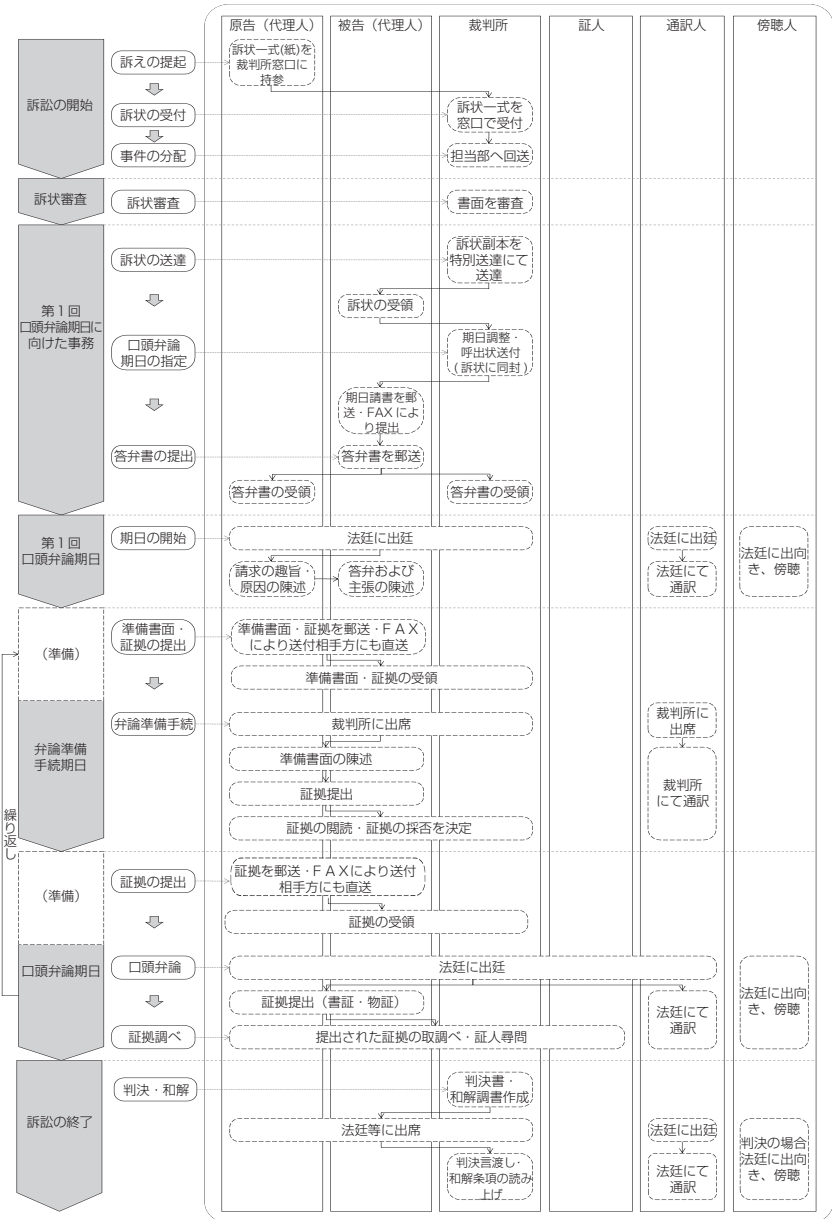 原告（代理人）
被告（代理人）
裁判所
証人
通訳人
傍聴人
訴訟の開始
訴えの提起
訴状一式(紙)を
裁判所窓口に
持参
訴状の受付
訴状一式を
窓口で受付
事件の分配
担当部へ回送
訴状審査
訴状審査
書面を審査
第１回
口頭弁論期日に
向けた事務
訴状の送達
訴状副本を
特別送達にて
送達
訴状の受領
口頭弁論
期日の指定
期日調整・
呼出状送付
(訴状に同封)
期日請書を郵
送・FAXによ
り提出
答弁書の提出
答弁書を郵送
答弁書の受領
答弁書の受領
第１回
口頭弁論期日
期日の開始
法廷に出廷
法廷に出廷
法廷に出向
き、傍聴
請求の趣旨・
原因の陳述
答弁および
主張の陳述
法廷にて
通訳
（準備）
準備書面・
証拠の提出
準備書面・証拠を郵送・ＦＡＸ
により送付相手方にも直送
準備書面・証拠の受領
弁論準備
手続期日
弁論準備手続
裁判所に出席
裁判所に
出席
準備書面の陳述
裁判所
にて通訳
証拠提出
証拠の閲読・証拠の採否を決定
繰り返し
（準備）
証拠の提出
証拠を郵送・ＦＡＸにより送付
相手方にも直送
証拠の受領
口頭弁論期日
口頭弁論
法廷に出廷
法廷に出向
き、傍聴
証拠提出（書証・物証）
法廷にて
通訳
証拠調べ
提出された証拠の取調べ・証人尋問
訴訟の終了
判決・和解
判決書・
和解調書作成
法廷等に出席
法廷に出廷
判決の場合
法廷に出向
き、傍聴
判決言渡し・
和解条項の読み
上げ
法廷にて
通訳